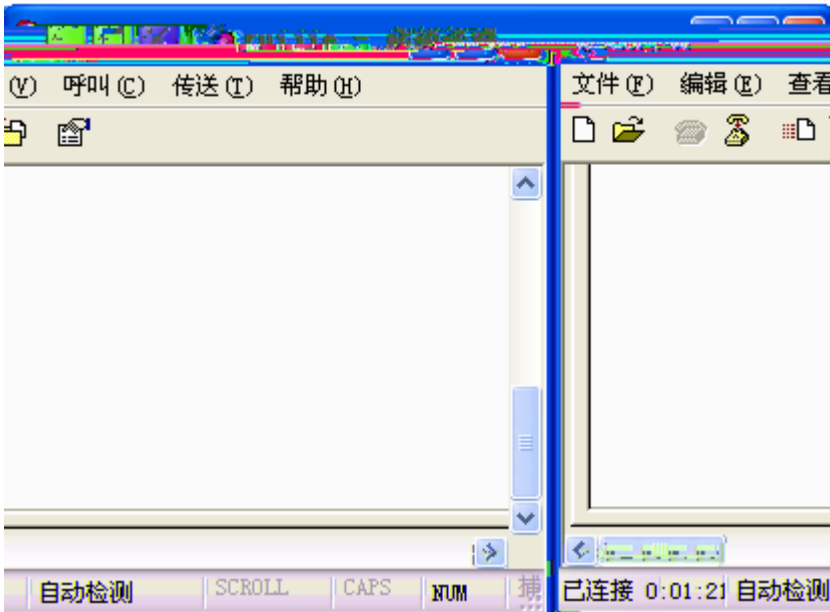 (V) 呼叫(C) 传送(T) 帮助(H)
文件(F) 编辑(E) 查看
自动检测 SCROLL CAPS NUM 捕
已连接 0:01:21 自动检测